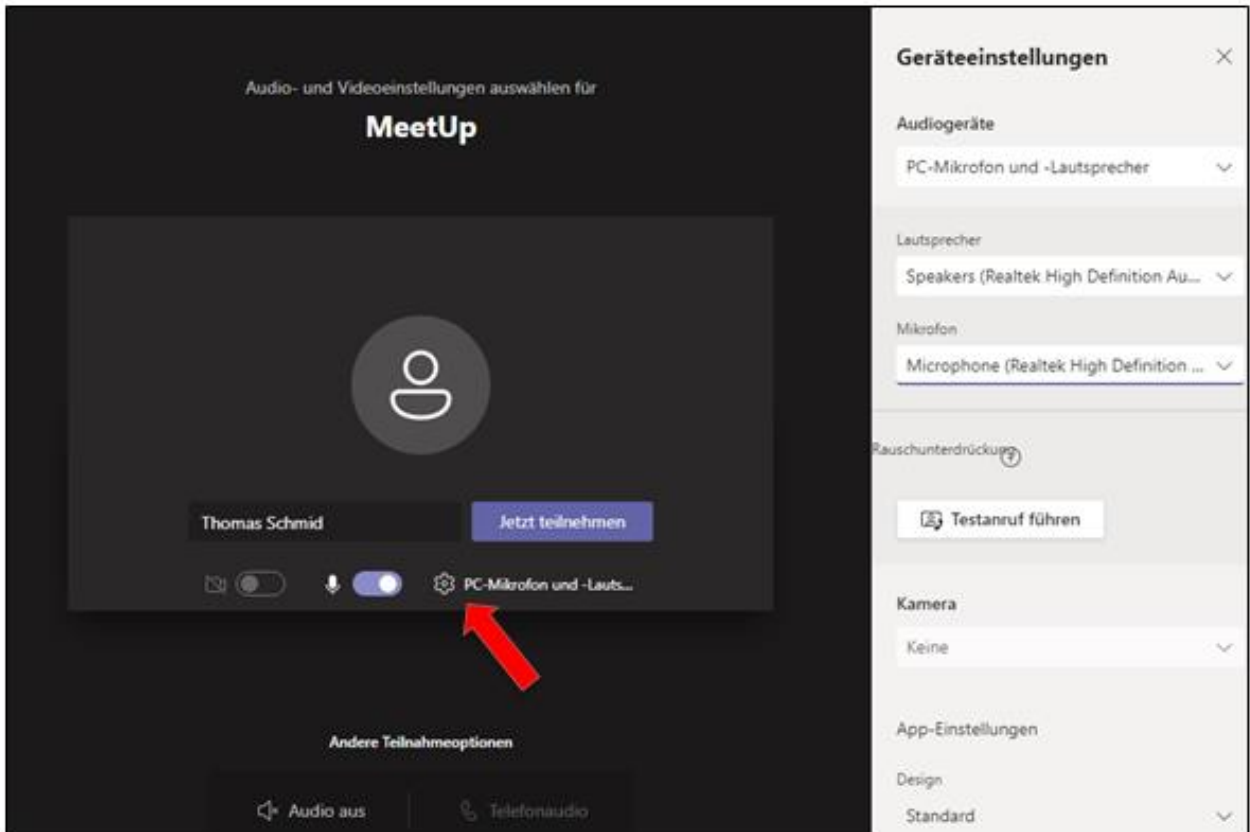 Audio- und Videoeinstellungen auswählen für
MeetUp
Thomas Schmid
Jetzt teilnehmen
PC-Mikrofon und -Lauts...
Andere Teilnahmeoptionen
Audio aus
Telefonaudio
Geräteeinstellungen
Audiogeräte
PC-Mikrofon und -Lautsprecher
Lautsprecher
Speakers (Realtek High Definition Au...
Mikrofon
Microphone (Realtek High Definition ...
Rauschunterdrückung
Testanruf führen
Kamera
Keine
App-Einstellungen
Design
Standard